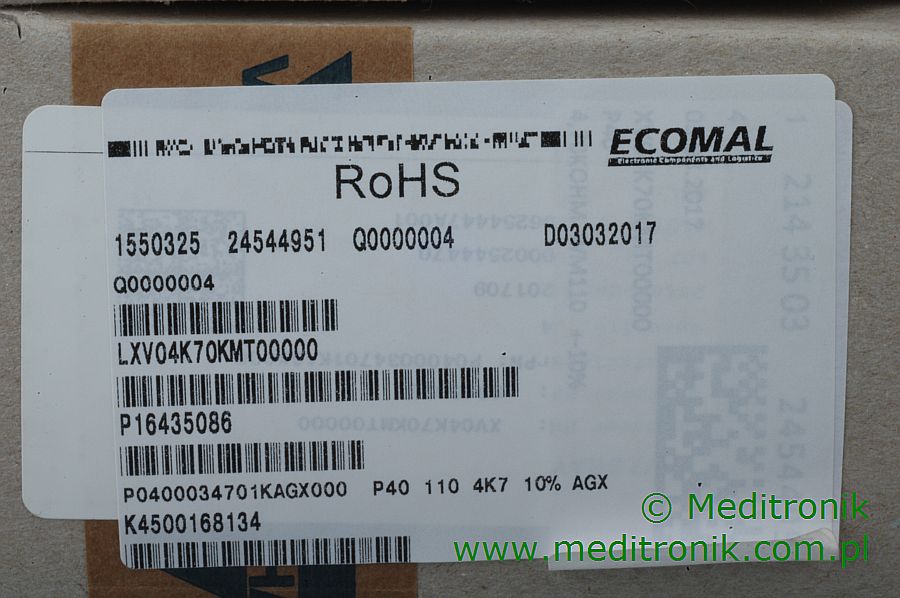 ECOMAL
Electronic Components and Logistics
RoHS
1550325 24544951 Q0000004 D03032017
Q0000004
LXV04K70KMT00000
P16435086
P0400034701KAGX000 P40 110 4K7 10% AGX
K4500168134
© Meditronik
www.meditronik.com.pl